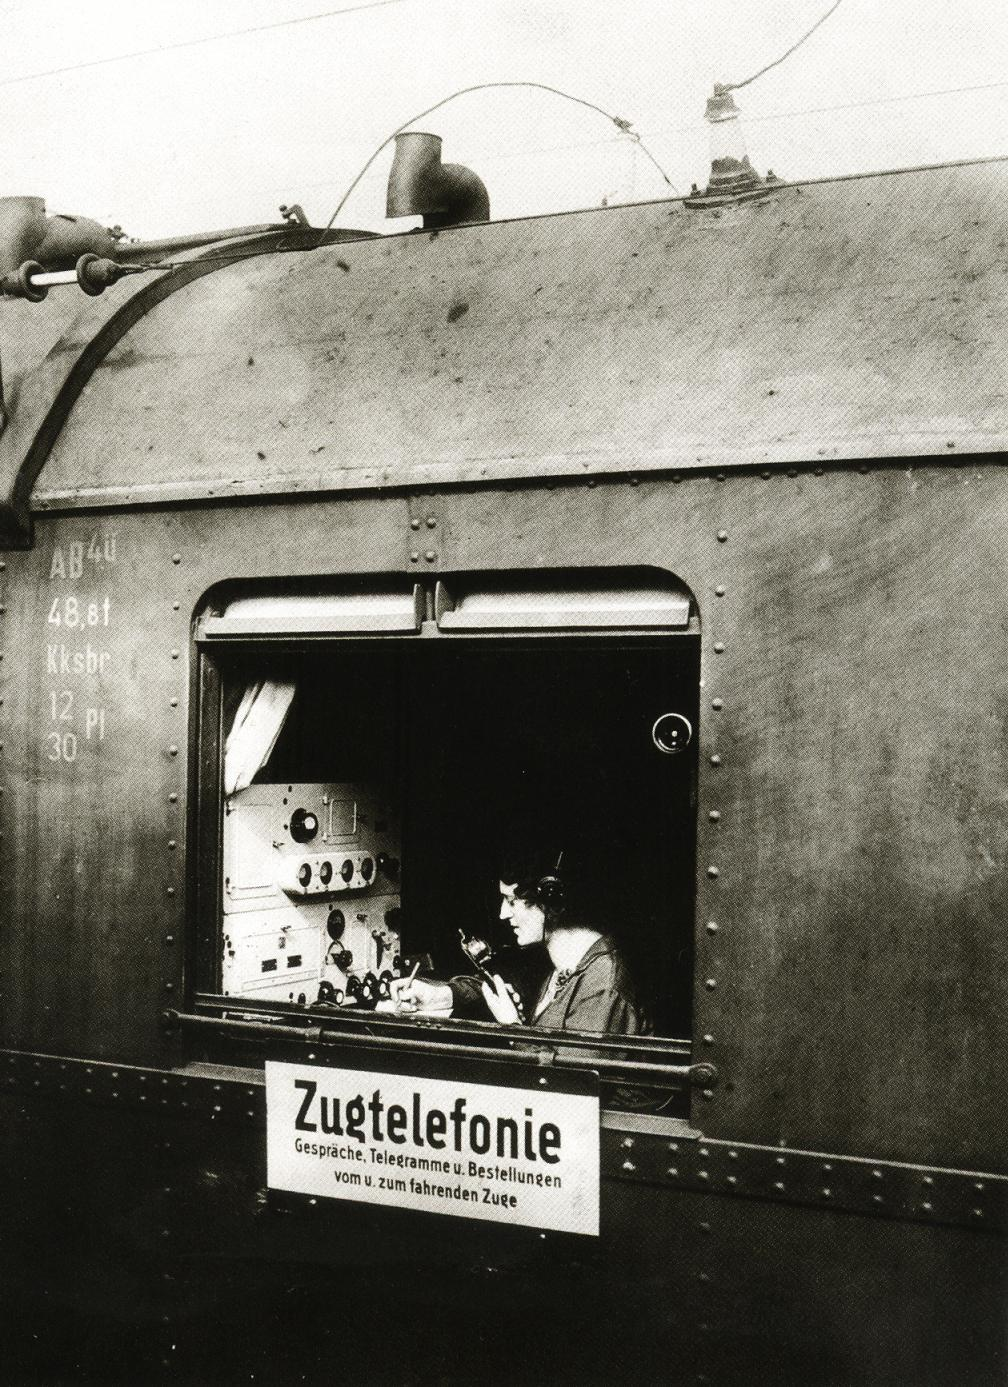 AB4ü
48,8t
Kksbr
12 Pl
30
Zugtelefonie
Gespräche, Telegramme u. Bestellungen
vom u. zum fahrenden Zuge